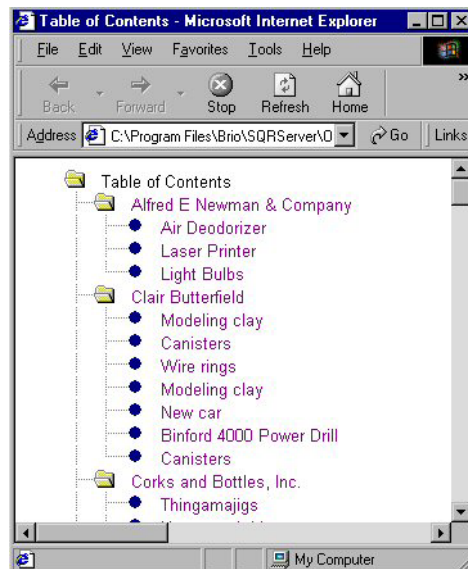 Table of Contents - Microsoft Internet Explorer
File Edit View Favorites Tools Help
Back Forward Stop Refresh Home »
Address C:\Program Files\Brio\SQRServer\O Go Links
Table of Contents
Alfred E Newman & Company
Air Deodorizer
Laser Printer
Light Bulbs
Clair Butterfield
Modeling clay
Canisters
Wire rings
Modeling clay
New car
Binford 4000 Power Drill
Canisters
Corks and Bottles, Inc.
Thingamajigs
My Computer